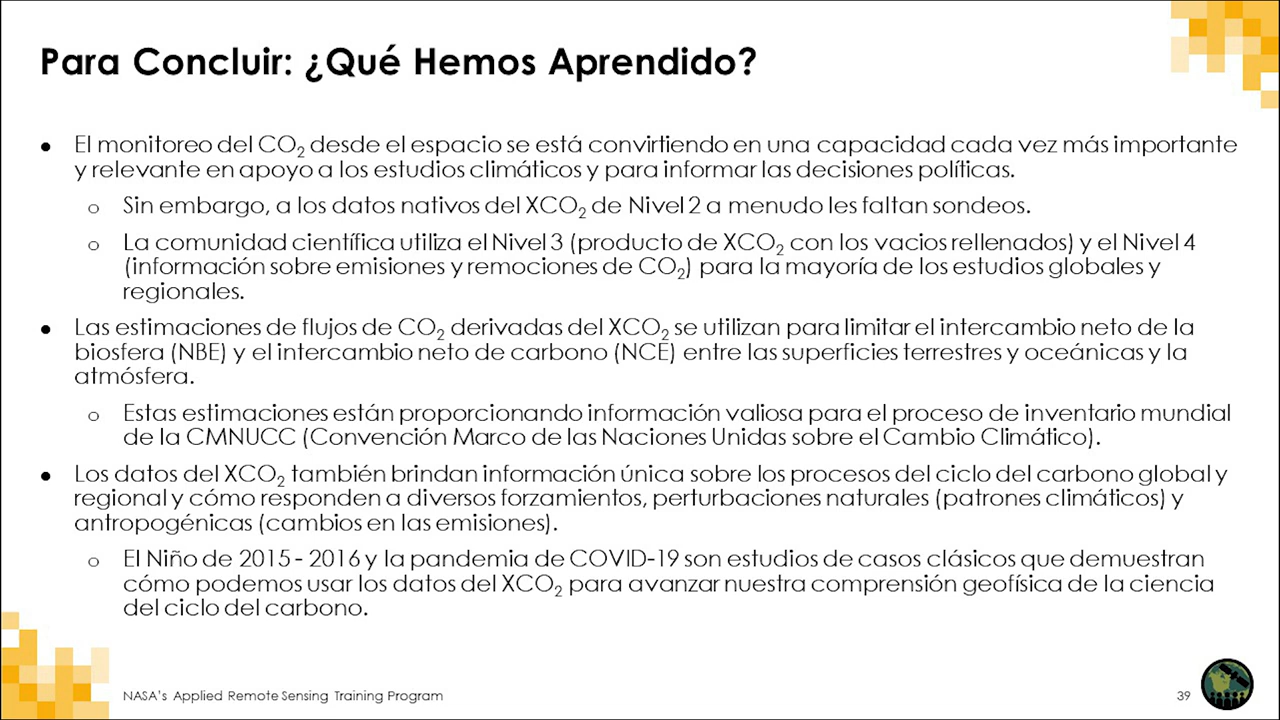 Para Concluir: ¿Qué Hemos Aprendido?
● El monitoreo del CO₂ desde el espacio se está convirtiendo en una capacidad cada vez más importante
y relevante en apoyo a los estudios climáticos y para informar las decisiones políticas.
o Sin embargo, a los datos nativos del XCO₂ de Nivel 2 a menudo les faltan sondeos.
o La comunidad científica utiliza el Nivel 3 (producto de XCO₂ con los vacios rellenados) y el Nivel 4
(información sobre emisiones y remociones de CO₂) para la mayoría de los estudios globales y
regionales.
● Las estimaciones de flujos de CO₂ derivadas del XCO₂ se utilizan para limitar el intercambio neto de la
biosfera (NBE) y el intercambio neto de carbono (NCE) entre las superficies terrestres y oceánicas y la
atmósfera.
o Estas estimaciones están proporcionando información valiosa para el proceso de inventario mundial
de la CMNUCC (Convención Marco de las Naciones Unidas sobre el Cambio Climático).
● Los datos del XCO₂ también brindan información única sobre los procesos del ciclo del carbono global y
regional y cómo responden a diversos forzamientos, perturbaciones naturales (patrones climáticos) y
antropogénicas (cambios en las emisiones).
o El Niño de 2015 - 2016 y la pandemia de COVID-19 son estudios de casos clásicos que demuestran
cómo podemos usar los datos del XCO₂ para avanzar nuestra comprensión geofísica de la ciencia
del ciclo del carbono.
NASA's Applied Remote Sensing Training Program
39